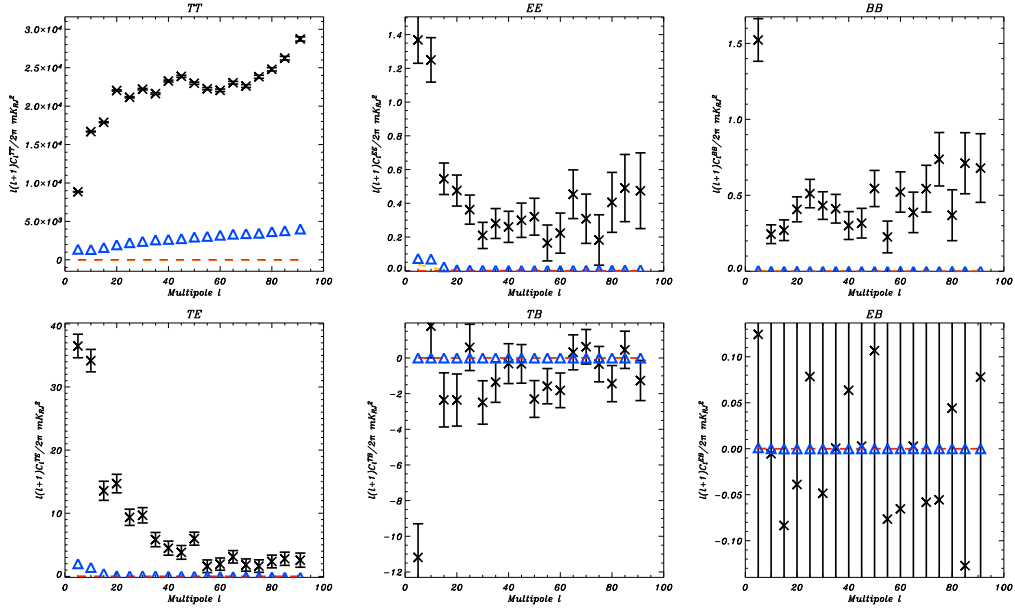 TT
3.0×10⁴
2.5×10⁴
2.0×10⁴
1.5×10⁴
1.0×10⁴
5.0×10³
0
l(l+1)C_l^TT/2π mK_RJ²
0 20 40 60 80 100
Multipole l
EE
1.4
1.2
1.0
0.8
0.6
0.4
0.2
0.0
l(l+1)C_l^EE/2π mK_RJ²
0 20 40 60 80 100
Multipole l
BB
1.5
1.0
0.5
0.0
l(l+1)C_l^BB/2π mK_RJ²
0 20 40 60 80 100
Multipole l
TE
40
30
20
10
0
l(l+1)C_l^TE/2π mK_RJ²
0 20 40 60 80 100
Multipole l
TB
0
-2
-4
-6
-8
-10
-12
l(l+1)C_l^TB/2π mK_RJ²
0 20 40 60 80 100
Multipole l
EB
0.10
0.05
0.00
-0.05
-0.10
l(l+1)C_l^EB/2π mK_RJ²
0 20 40 60 80 100
Multipole l